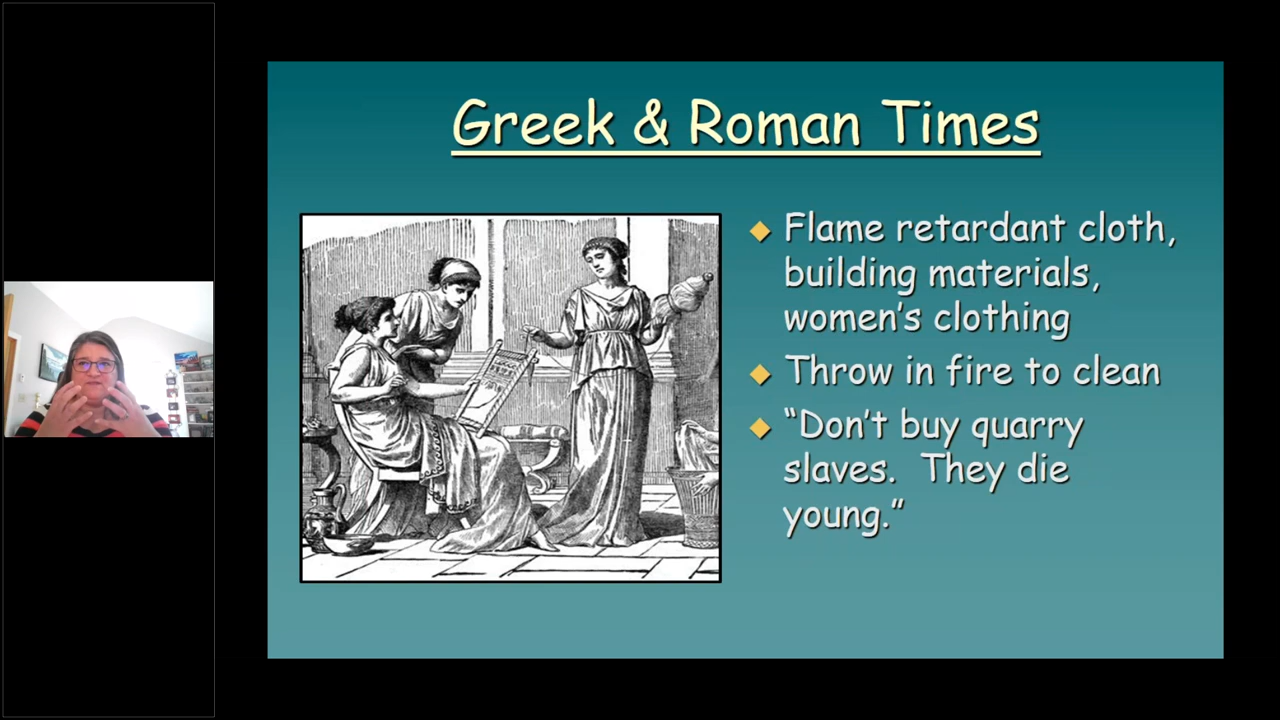 Greek & Roman Times
Flame retardant cloth,
building materials,
women's clothing
Throw in fire to clean
“Don't buy quarry
slaves.  They die
young.”